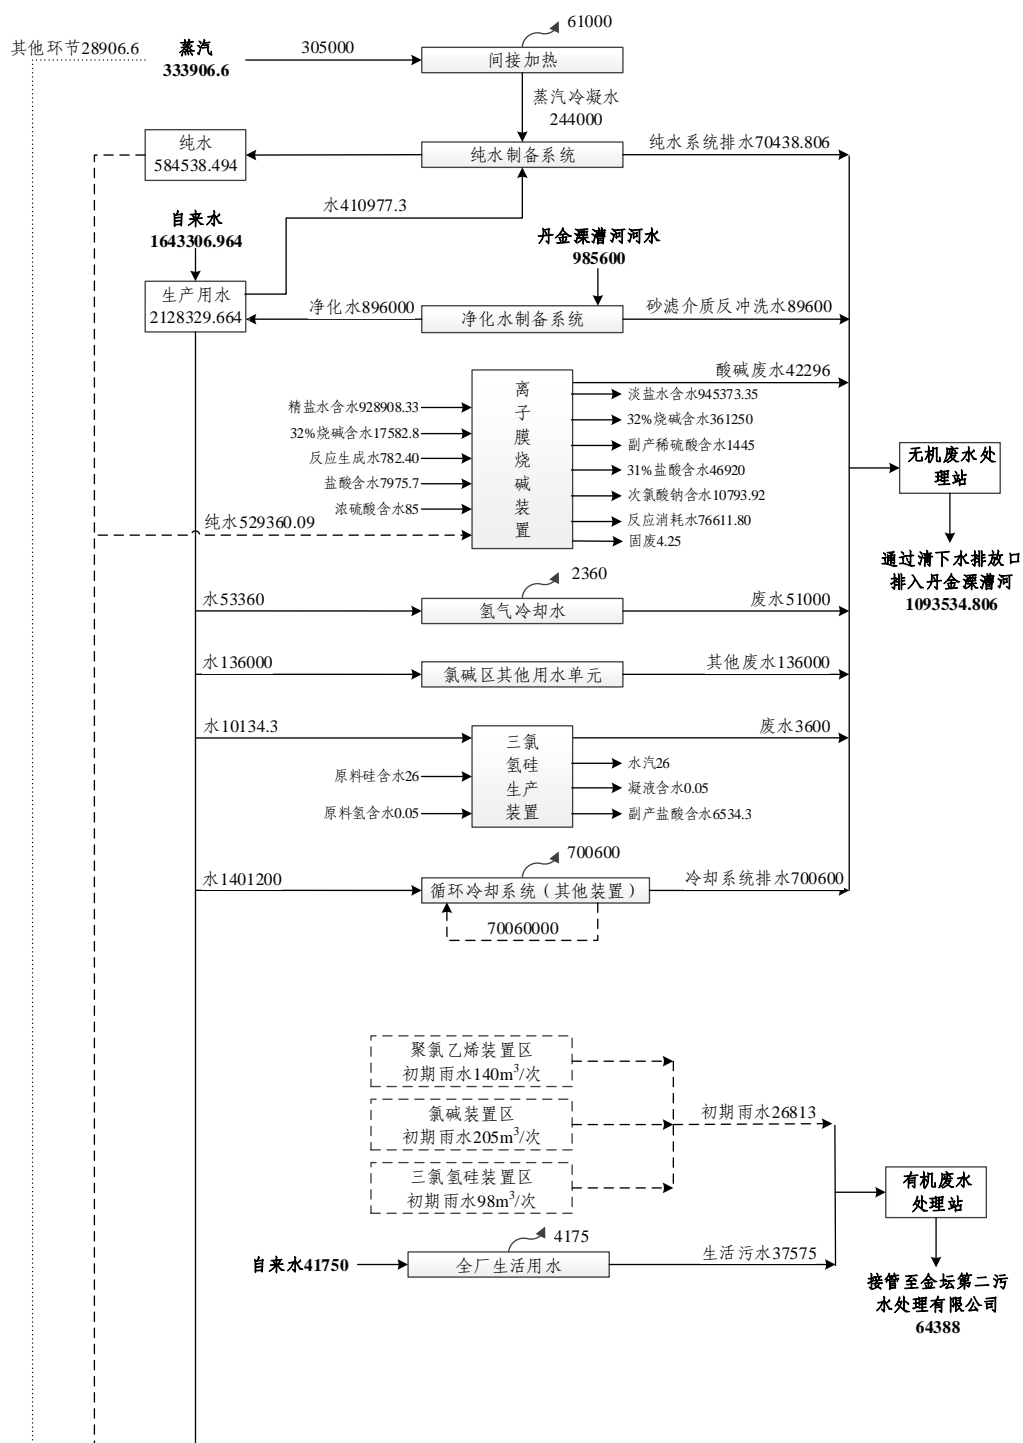 61000
其他环节28906.6
蒸汽
333906.6
305000
间接加热
蒸汽冷凝水
244000
纯水
584538.494
纯水制备系统
纯水系统排水70438.806
水410977.3
自来水
1643306.964
丹金溧漕河河水
985600
生产用水
2128329.664
净化水896000
净化水制备系统
砂滤介质反冲洗水89600
离
子
膜
烧
碱
装
置
酸碱废水42296
精盐水含水928908.33
32%烧碱含水17582.8
反应生成水782.40
盐酸含水7975.7
浓硫酸含水85
纯水529360.09
淡盐水含水945373.35
32%烧碱含水361250
副产稀硫酸含水1445
31%盐酸含水46920
次氯酸钠含水10793.92
反应消耗水76611.80
固废4.25
无机废水处
理站
通过清下水排放口
排入丹金溧漕河
1093534.806
2360
水53360
氢气冷却水
废水51000
水136000
氯碱区其他用水单元
其他废水136000
水10134.3
三氯
氢硅
生产
装置
废水3600
原料硅含水26
原料氢含水0.05
水汽26
凝液含水0.05
副产盐酸含水6534.3
700600
水1401200
循环冷却系统（其他装置）
冷却系统排水700600
70060000
聚氯乙烯装置区
初期雨水140m³/次
氯碱装置区
初期雨水205m³/次
三氯氢硅装置区
初期雨水98m³/次
初期雨水26813
有机废水
处理站
4175
自来水41750
全厂生活用水
生活污水37575
接管至金坛第二污
水处理有限公司
64388